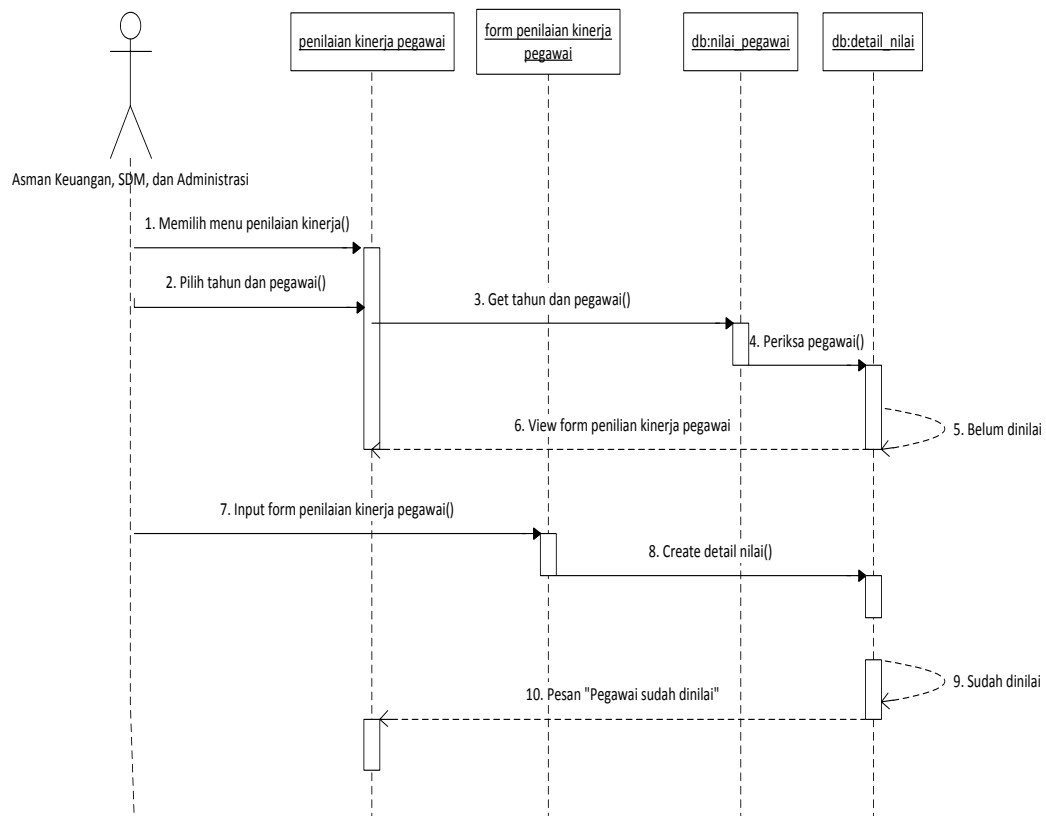 penilaian kinerja pegawai
form penilaian kinerja
pegawai
db:nilai_pegawai
db:detail_nilai
Asman Keuangan, SDM, dan Administrasi
1. Memilih menu penilaian kinerja()
2. Pilih tahun dan pegawai()
3. Get tahun dan pegawai()
4. Periksa pegawai()
5. Belum dinilai
6. View form penilian kinerja pegawai
7. Input form penilaian kinerja pegawai()
8. Create detail nilai()
9. Sudah dinilai
10. Pesan "Pegawai sudah dinilai"